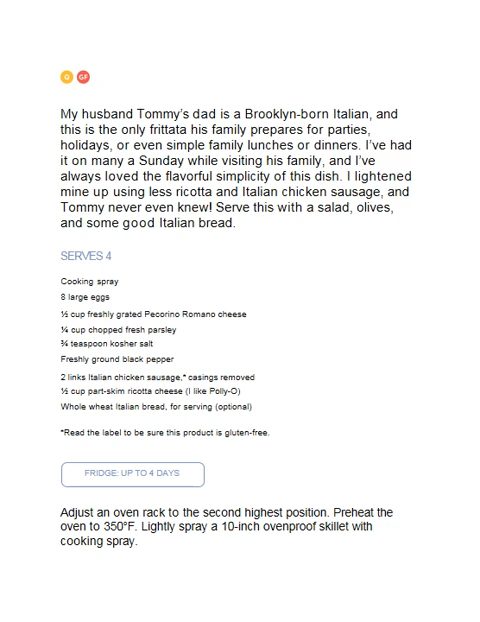 Q GF
My husband Tommy's dad is a Brooklyn-born Italian, and
this is the only frittata his family prepares for parties,
holidays, or even simple family lunches or dinners. I've had
it on many a Sunday while visiting his family, and I've
always loved the flavorful simplicity of this dish. I lightened
mine up using less ricotta and Italian chicken sausage, and
Tommy never even knew! Serve this with a salad, olives,
and some good Italian bread.
SERVES 4
Cooking spray
8 large eggs
½ cup freshly grated Pecorino Romano cheese
¼ cup chopped fresh parsley
¾ teaspoon kosher salt
Freshly ground black pepper
2 links Italian chicken sausage,* casings removed
½ cup part-skim ricotta cheese (I like Polly-O)
Whole wheat Italian bread, for serving (optional)
*Read the label to be sure this product is gluten-free.
FRIDGE: UP TO 4 DAYS
Adjust an oven rack to the second highest position. Preheat the
oven to 350°F. Lightly spray a 10-inch ovenproof skillet with
cooking spray.